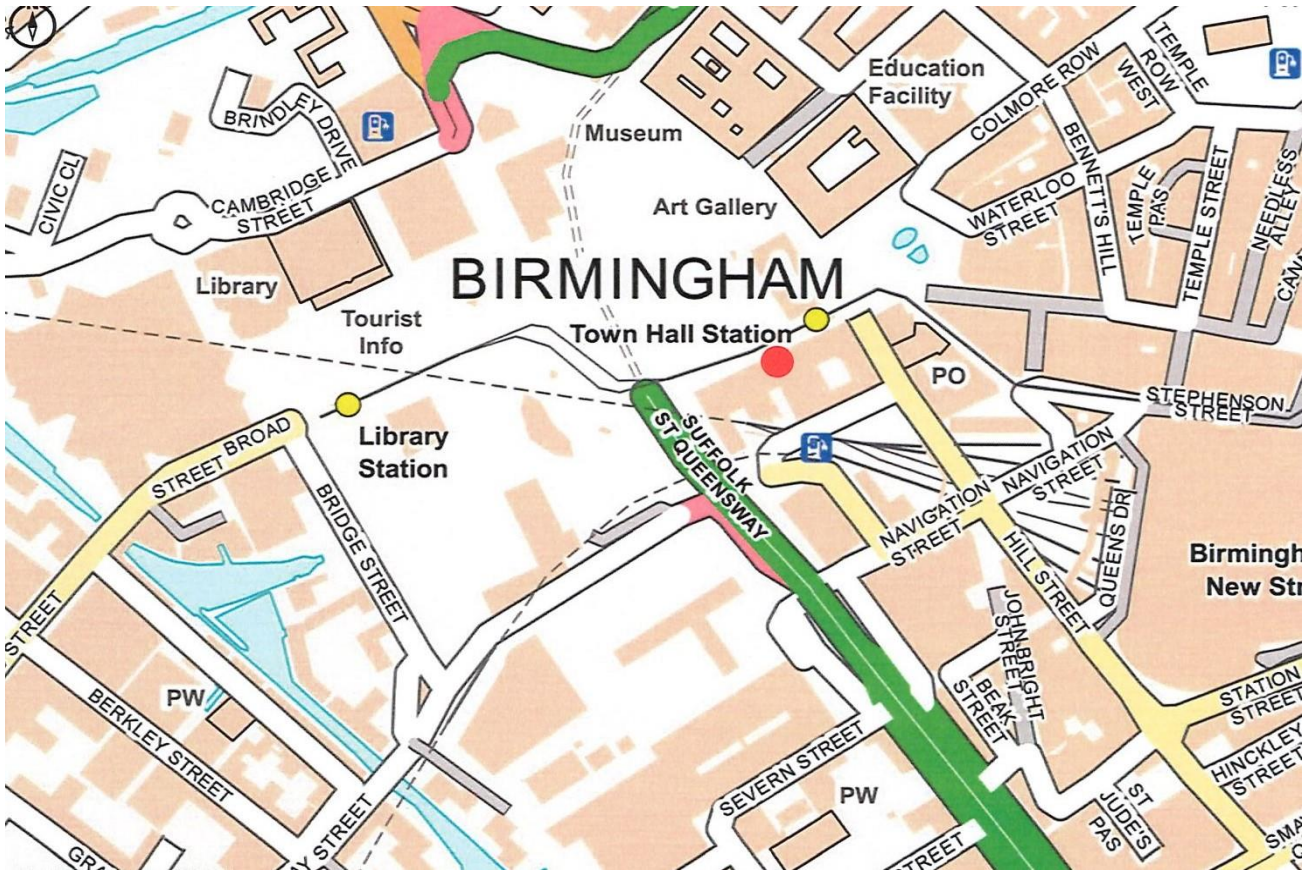 Education
Facility
COLMORE ROW
TEMPLE
ROW
WEST
BENNETT'S HILL
WATERLOO
STREET
TEMPLE
PAS
TEMPLE STREET
NEEDLESS
ALLEY
BRINDLEY DRIVE
CAMBRIDGE
STREET
CIVIC CL
Museum
Art Gallery
Library
BIRMINGHAM
Tourist
Info
Town Hall Station
PO
Library
Station
STEPHENSON
STREET
STREET BROAD
BRIDGE STREET
SUFFOLK
ST QUEENSWAY
NAVIGATION
STREET
NAVIGATION
STREET
HILL STREET
QUEENS DR
JOHN BRIGHT
STREET
BEAK
STREET
STREET
PW
BERKLEY STREET
SEVERN STREET
PW
STATION
STREET
HINCKLEY
STREET
ST
JUDE'S
PAS
STREET
STREET